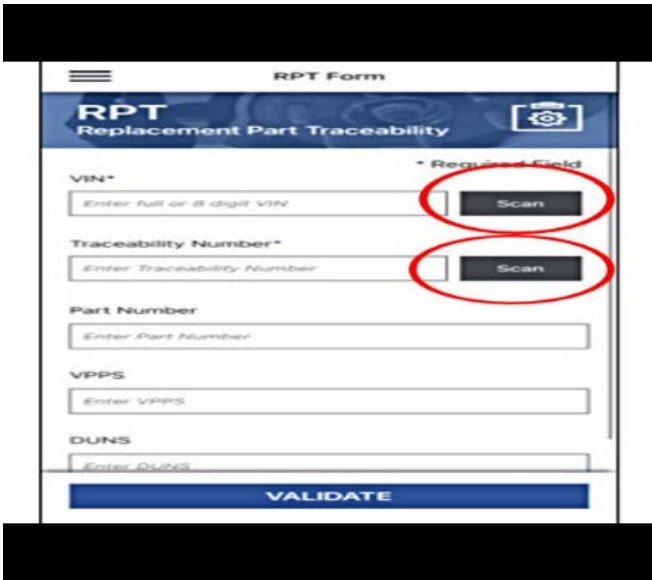 RPT Form
RPT
Replacement Part Traceability
* Required Field
VIN*
Enter full or 8 digit VIN
Scan
Traceability Number*
Enter Traceability Number
Scan
Part Number
Enter Part Number
VPPS
Enter VPPS
DUNS
Enter DUNS
VALIDATE